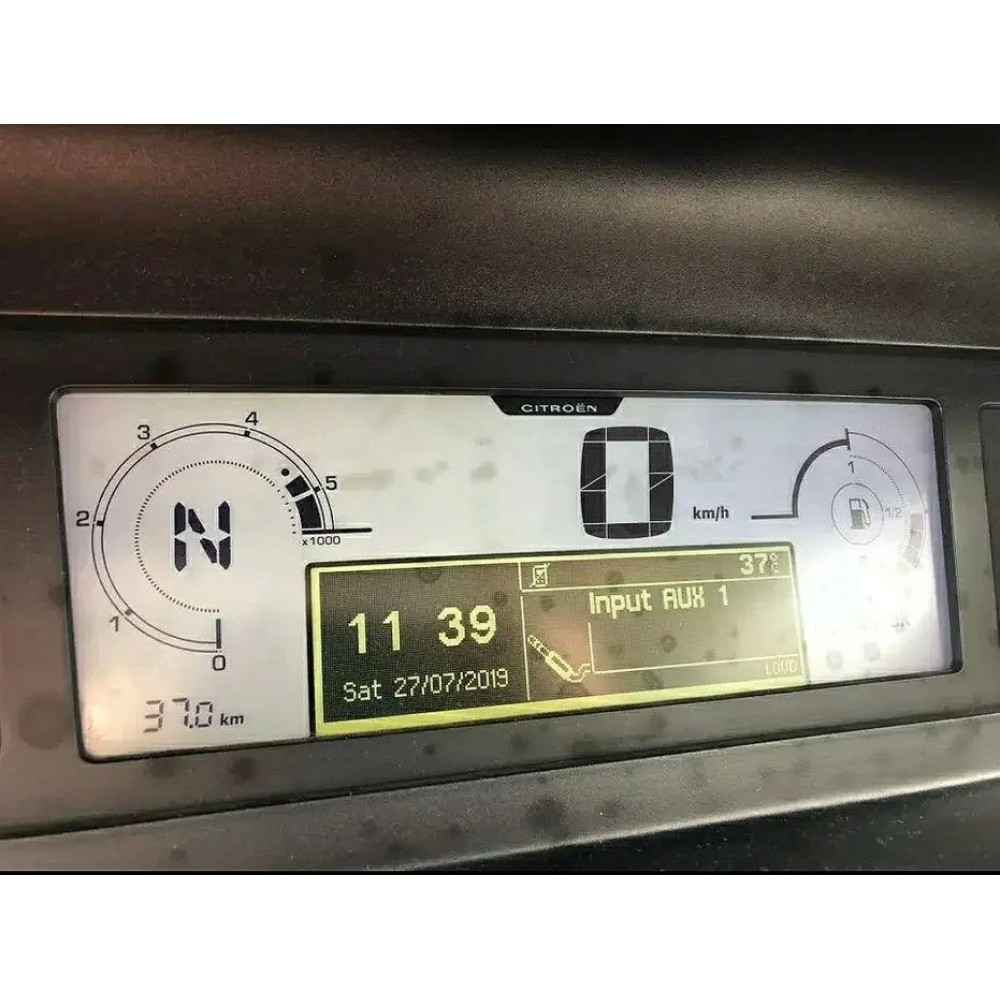 CITROËN
4
3
5
2
x1000
1
0
N
0 km/h
1
1/2
37.0 km
11 39
Sat 27/07/2019
37°C
Input AUX 1
LOUD